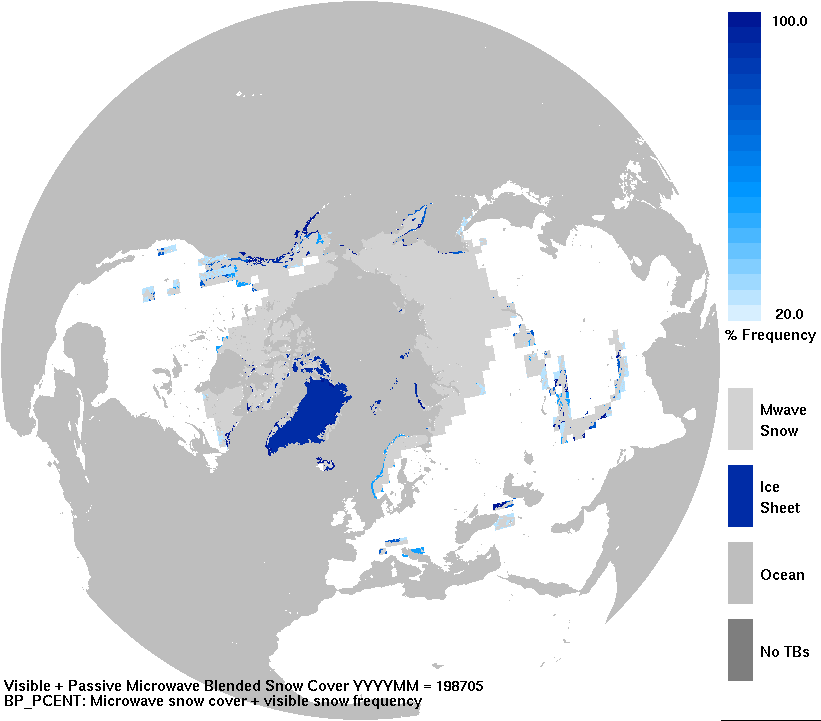 100.0
20.0
% Frequency
Mwave
Snow
Ice
Sheet
Ocean
No TBs
Visible + Passive Microwave Blended Snow Cover YYYYMM = 198705
BP_PCENT: Microwave snow cover + visible snow frequency